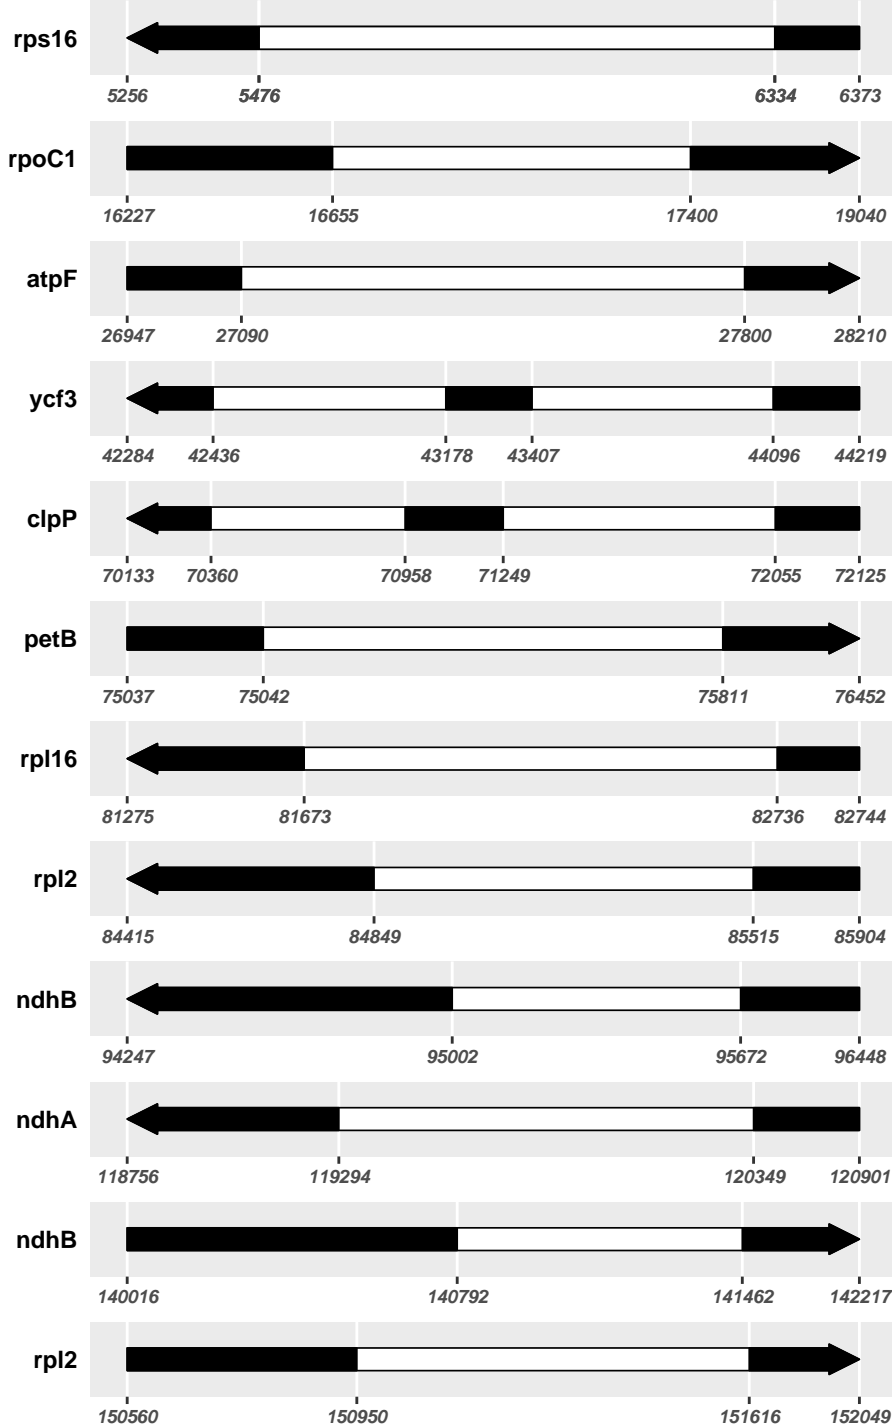 rps16
5256 5476 6334 6373
rpoC1
16227 16655 17400 19040
atpF
26947 27090 27800 28210
ycf3
42284 42436 43178 43407 44096 44219
clpP
70133 70360 70958 71249 72055 72125
petB
75037 75042 75811 76452
rpl16
81275 81673 82736 82744
rpl2
84415 84849 85515 85904
ndhB
94247 95002 95672 96448
ndhA
118756 119294 120349 120901
ndhB
140016 140792 141462 142217
rpl2
150560 150950 151616 152049